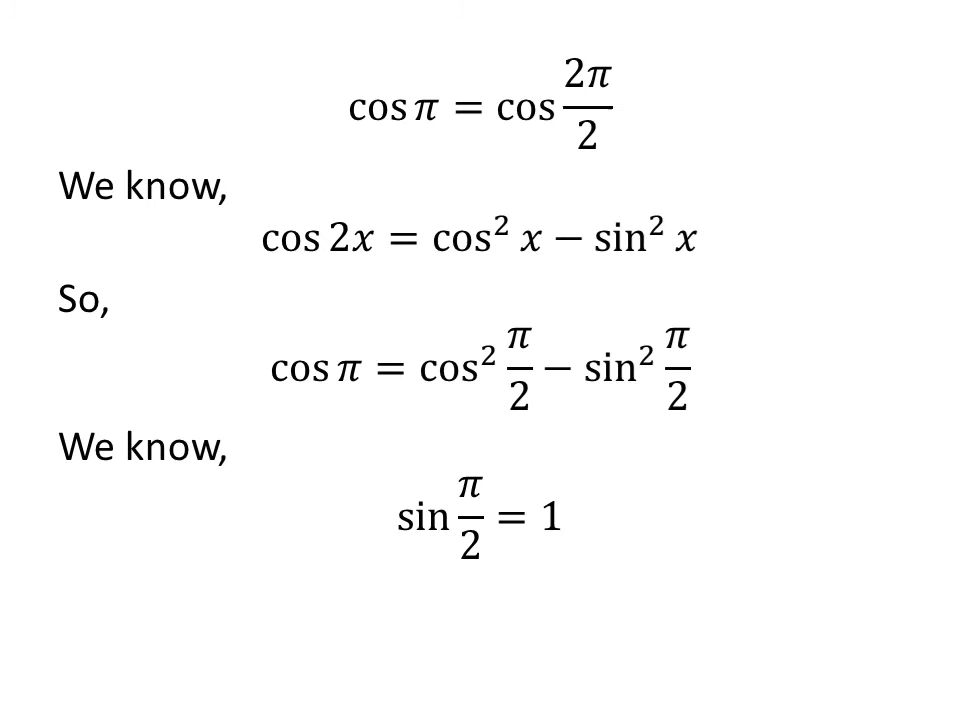 cos π = cos 2π/2
We know,
cos 2x = cos² x − sin² x
So,
cos π = cos² π/2 − sin² π/2
We know,
sin π/2 = 1